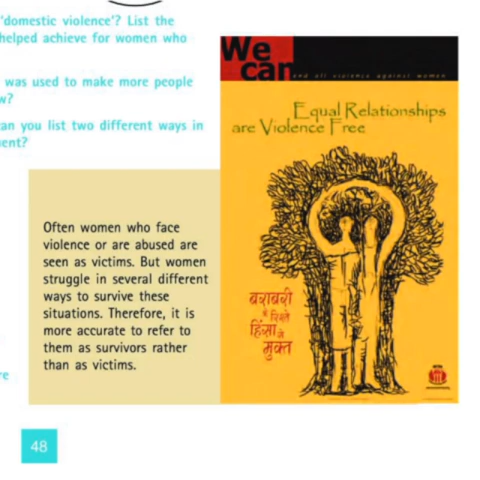 'domestic violence'? List the
helped achieve for women who
was used to make more people
w?
an you list two different ways in
ent?
We
can
end all violence against women
Equal Relationships
are Violence Free
Often women who face
violence or are abused are
seen as victims. But women
struggle in several different
ways to survive these
situations. Therefore, it is
more accurate to refer to
them as survivors rather
than as victims.
बराबरी
के रिश्ते
हिंसा से
मुक्त
re
48